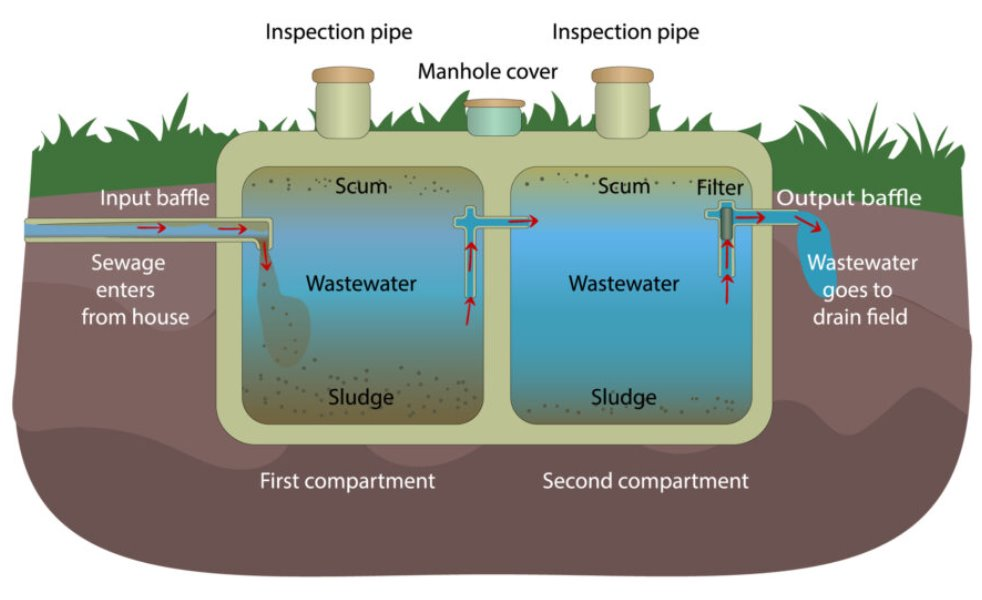 Inspection pipe
Inspection pipe
Manhole cover
Scum
Scum
Filter
Input baffle
Output baffle
Sewage
enters
from house
Wastewater
Wastewater
Wastewater
goes to
drain field
Sludge
Sludge
First compartment
Second compartment